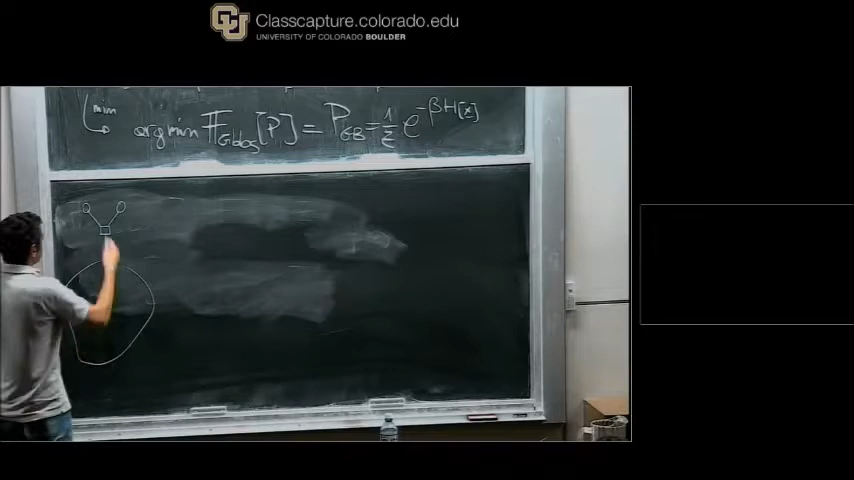 Classcapture.colorado.edu
UNIVERSITY OF COLORADO BOULDER
min
argmin F_Gibbs [P] = P_GB = 1/Z e^{-βH[x]}